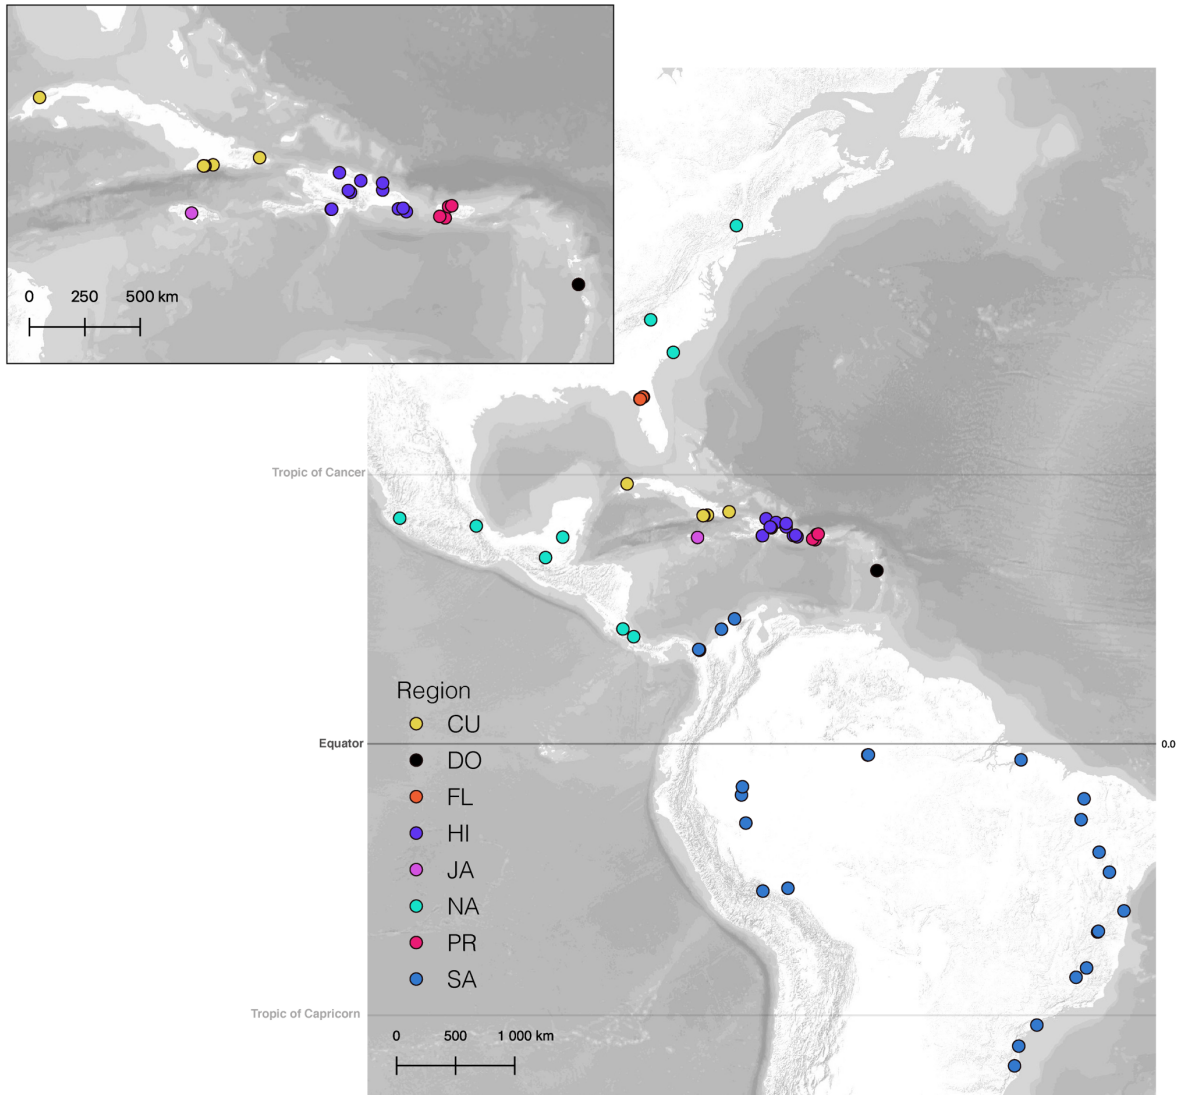 0 250 500 km
Tropic of Cancer
Region
CU
Equator 0.0
DO
FL
HI
JA
NA
PR
SA
Tropic of Capricorn
0 500 1 000 km